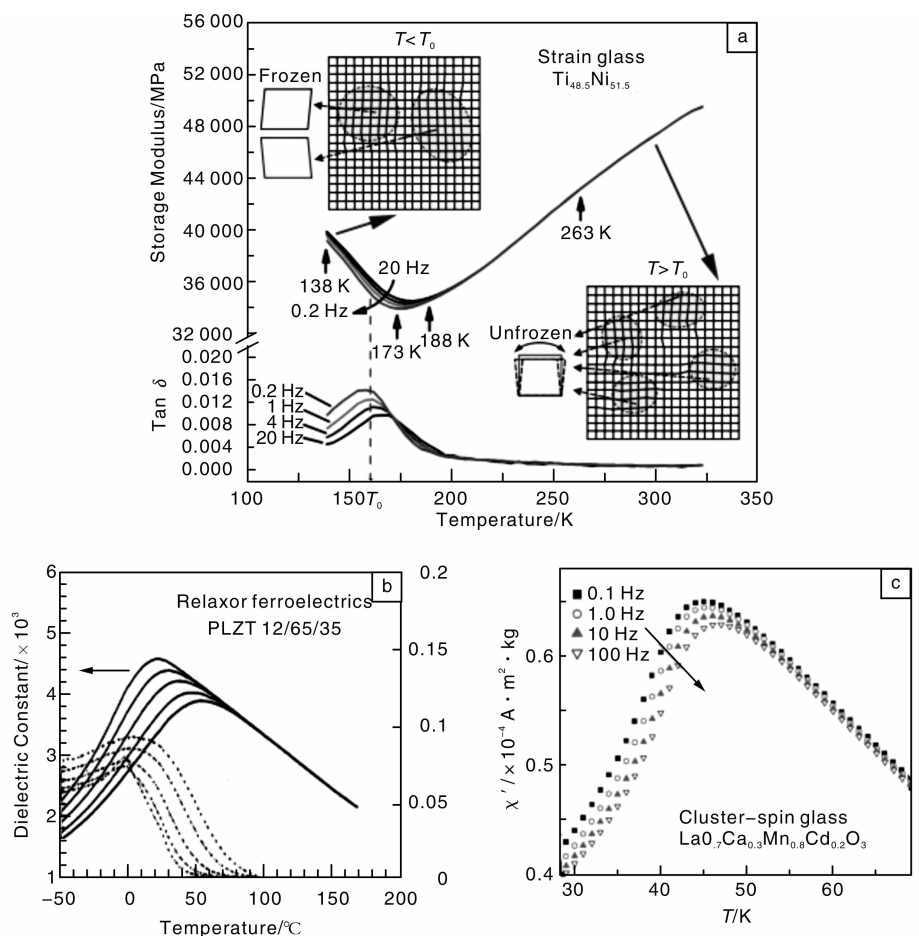 a
56 000
52 000
48 000
44 000
40 000
36 000
32 000
0.020
0.016
0.012
0.008
0.004
0.000
Storage Modulus/MPa
Tan δ
T<T₀
Frozen
Strain glass
Ti48.5Ni51.5
263 K
138 K
20 Hz
0.2 Hz
173 K
188 K
T>T₀
Unfrozen
0.2 Hz
1 Hz
4 Hz
20 Hz
100 150T₀ 200 250 300 350
Temperature/K
b
6
5
4
3
2
1
Dielectric Constant/×10³
0.2
0.15
0.1
0.05
0
Relaxor ferroelectrics
PLZT 12/65/35
−50 0 50 100 150 200
Temperature/℃
c
0.6
0.5
0.4
χ′/×10⁻⁴ A·m²·kg
0.1 Hz
1.0 Hz
10 Hz
100 Hz
Cluster-spin glass
La0.7Ca0.3Mn0.8Cd0.2O3
30 40 50 60
T/K